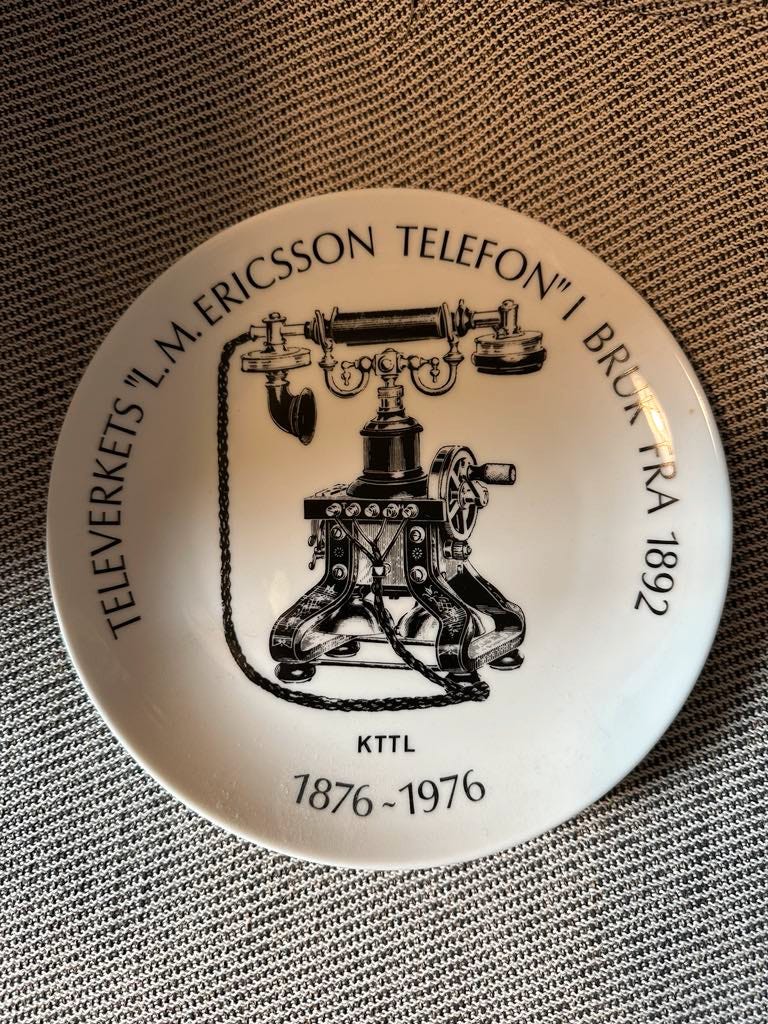 TELEVERKETS "L.M. ERICSSON TELEFON" I BRUK FRA 1892
KTTL
1876-1976